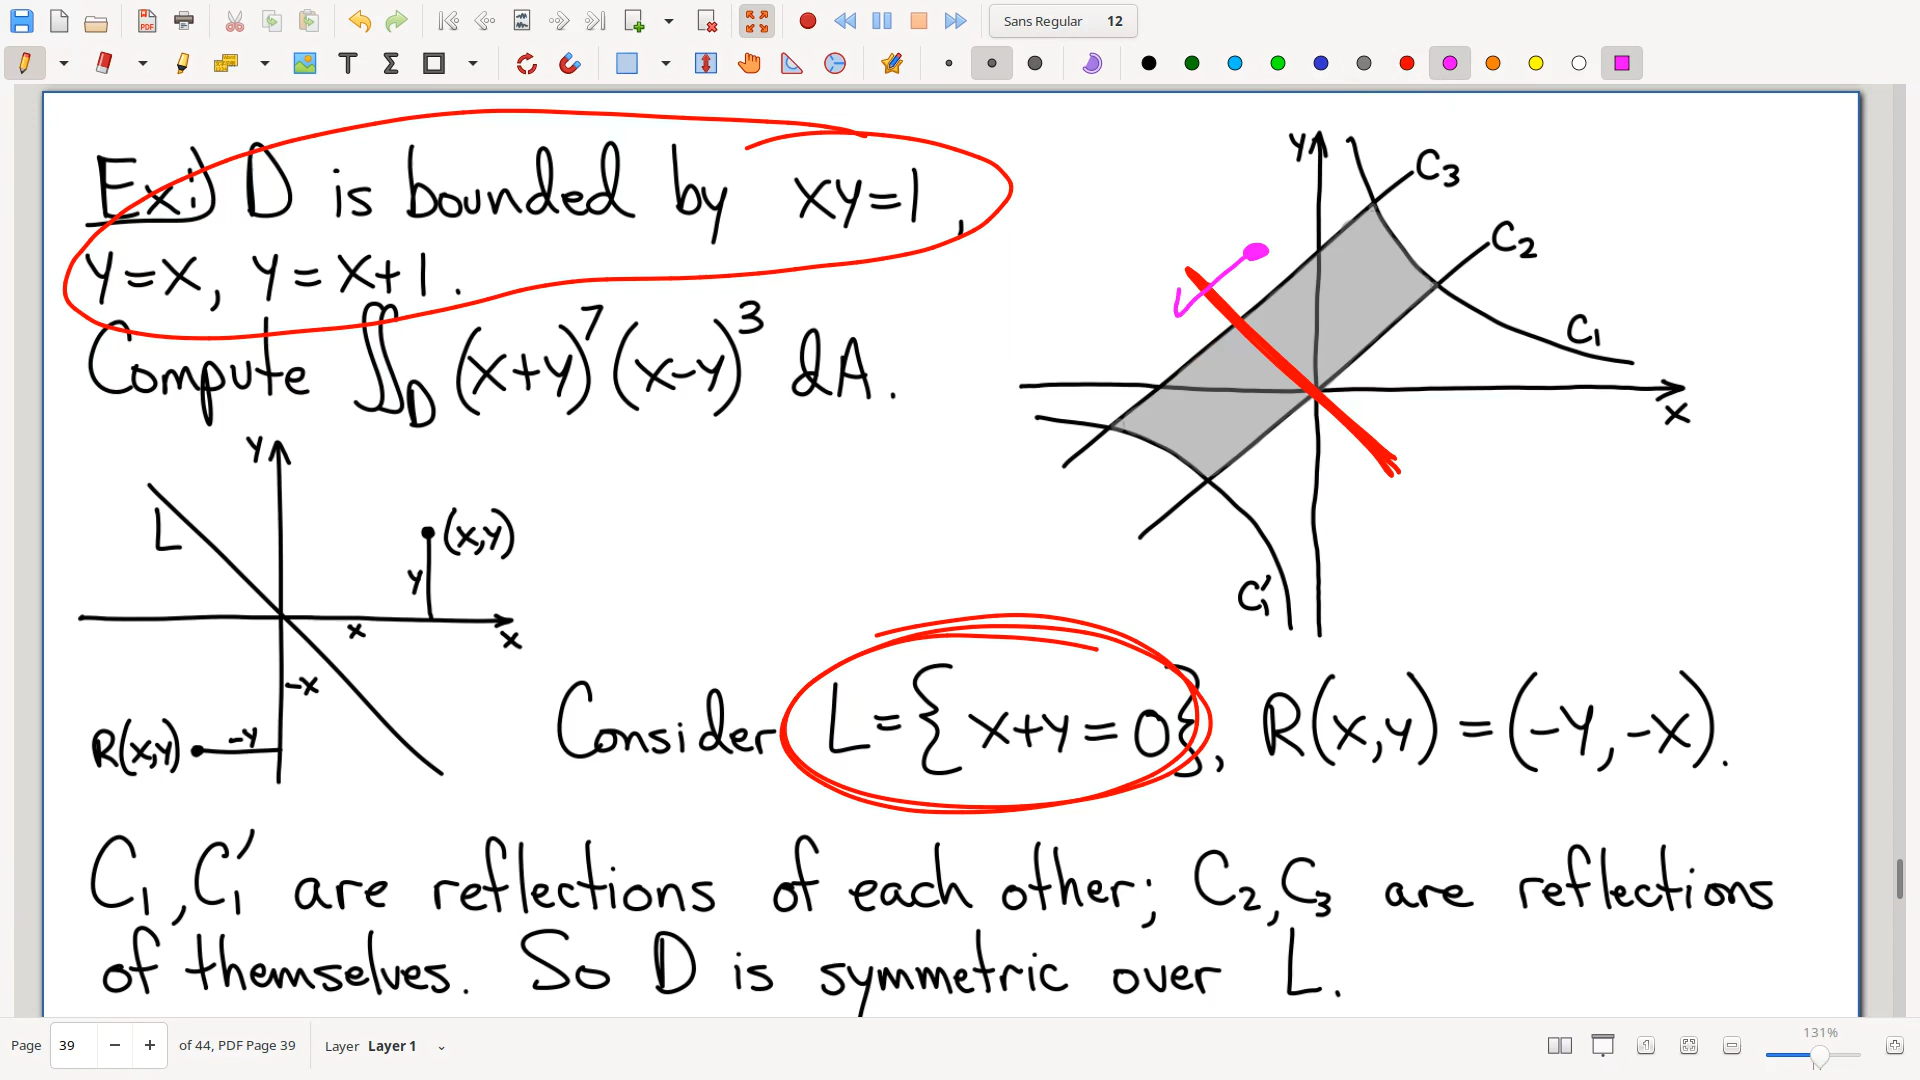 Sans Regular 12
Ex:) D is bounded by xy=1,
y=x, y=x+1.
Compute ∬_D (x+y)^7 (x-y)^3 dA.
y
C3
C2
C1
x
C1'
y
L
(x,y)
y
x
x
-x
R(x,y) -y
Consider L={x+y=0}, R(x,y)=(-y,-x).
C1,C1' are reflections of each other; C2,C3 are reflections
of themselves. So D is symmetric over L.
Page 39 − + of 44, PDF Page 39 Layer Layer 1
131%